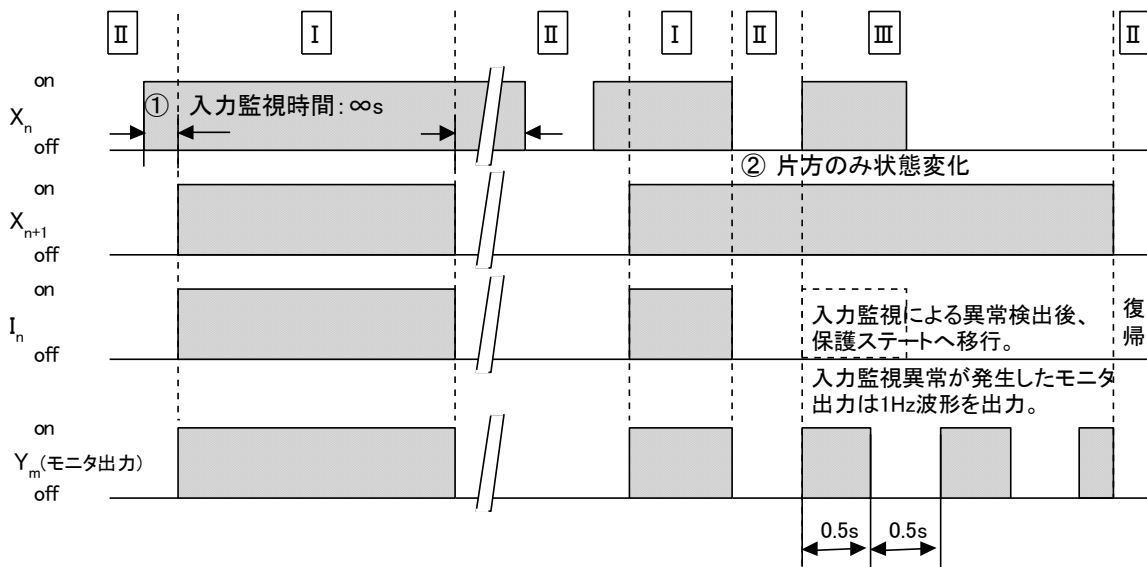 Ⅱ Ⅰ Ⅱ Ⅰ Ⅱ Ⅲ Ⅱ
on
① 入力監視時間：∞s
Xn
off
② 片方のみ状態変化
on
Xn+1
off
on
In
入力監視による異常検出後、
保護ステートへ移行。
復帰
off
入力監視異常が発生したモニタ
出力は1Hz波形を出力。
on
Ym(モニタ出力)
off
0.5s 0.5s